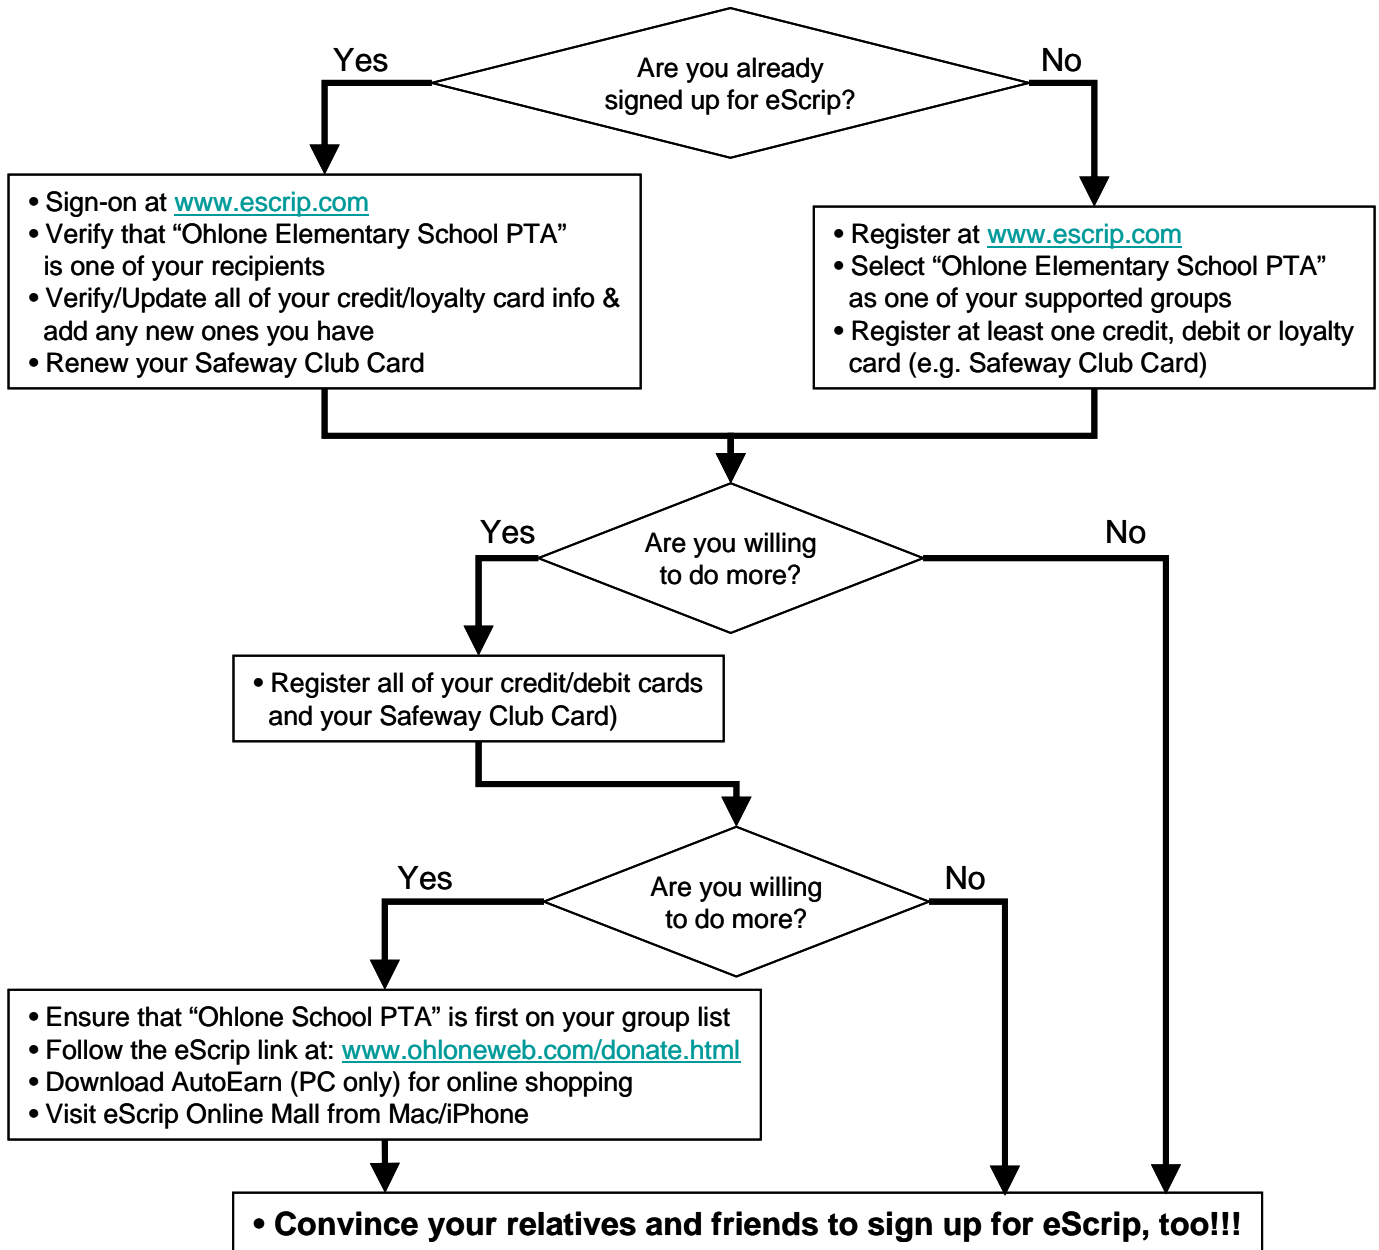 Yes
Are you already
signed up for eScrip?
No
• Sign-on at www.escrip.com
• Verify that “Ohlone Elementary School PTA”
is one of your recipients
• Verify/Update all of your credit/loyalty card info &
add any new ones you have
• Renew your Safeway Club Card
• Register at www.escrip.com
• Select “Ohlone Elementary School PTA”
as one of your supported groups
• Register at least one credit, debit or loyalty
card (e.g. Safeway Club Card)
Yes
Are you willing
to do more?
No
• Register all of your credit/debit cards
and your Safeway Club Card)
Yes
Are you willing
to do more?
No
• Ensure that “Ohlone School PTA” is first on your group list
• Follow the eScrip link at: www.ohloneweb.com/donate.html
• Download AutoEarn (PC only) for online shopping
• Visit eScrip Online Mall from Mac/iPhone
• Convince your relatives and friends to sign up for eScrip, too!!!